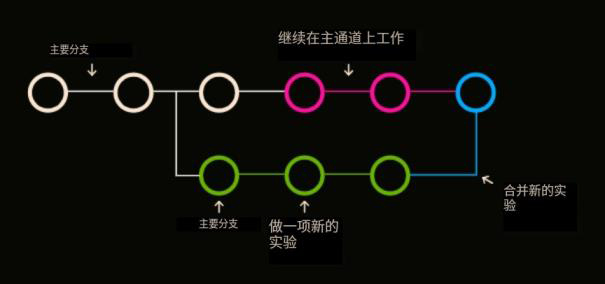 主要分支
继续在主通道上工作
合并新的实
验
主要分支
做一项新的
实验